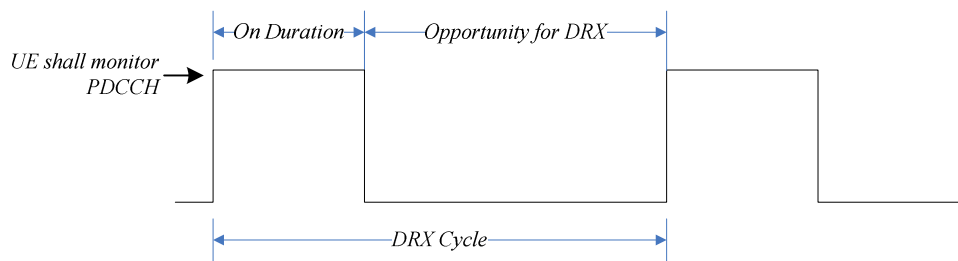 On Duration
Opportunity for DRX
UE shall monitor
PDCCH
DRX Cycle